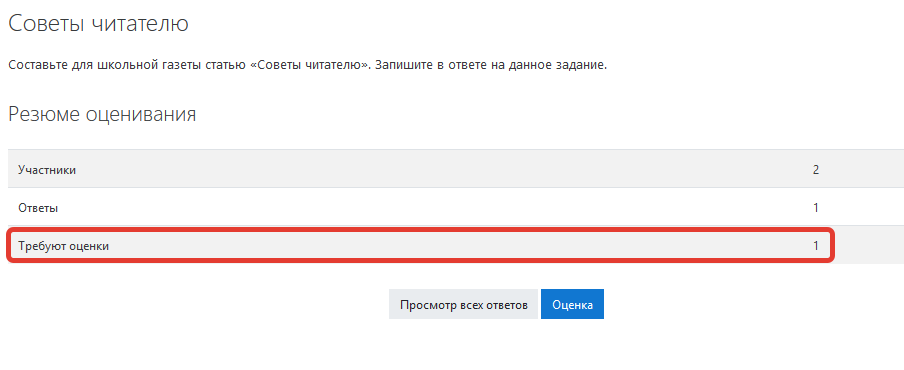 Советы читателю
Составьте для школьной газеты статью «Советы читателю». Запишите в ответе на данное задание.
Резюме оценивания
Участники 2
Ответы 1
Требуют оценки 1
Просмотр всех ответов Оценка